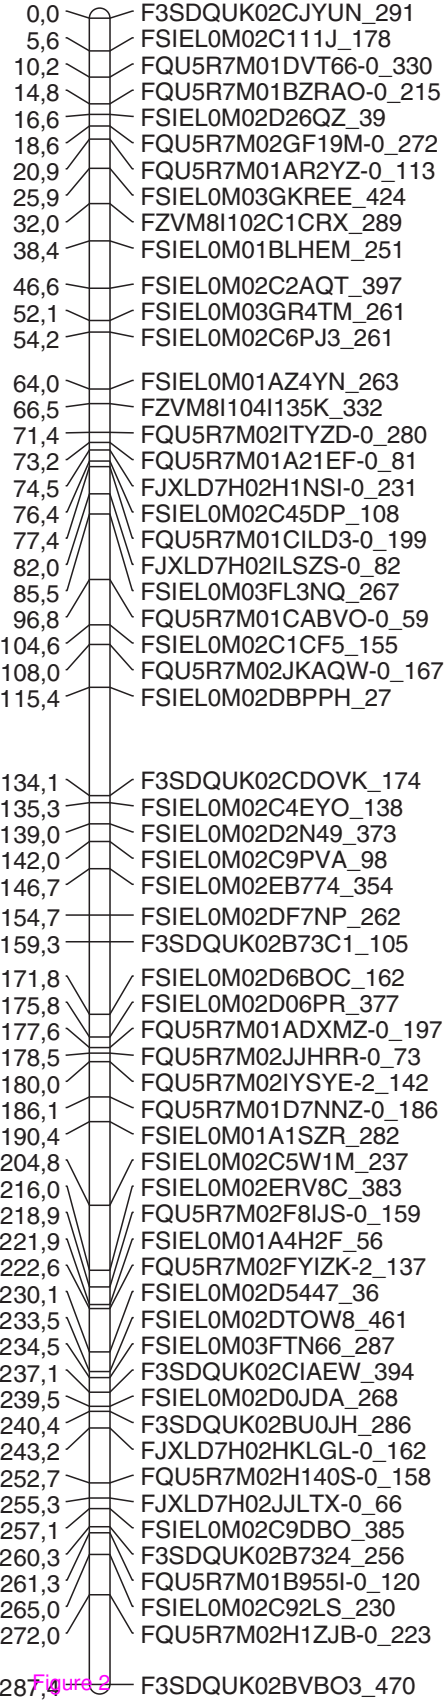 0,0 F3SDQUK02CJYUN_291
5,6 FSIEL0M02C111J_178
10,2 FQU5R7M01DVT66-0_330
14,8 FQU5R7M01BZRAO-0_215
16,6 FSIEL0M02D26QZ_39
18,6 FQU5R7M02GF19M-0_272
20,9 FQU5R7M01AR2YZ-0_113
25,9 FSIEL0M03GKREE_424
32,0 FZVM8I102C1CRX_289
38,4 FSIEL0M01BLHEM_251
46,6 FSIEL0M02C2AQT_397
52,1 FSIEL0M03GR4TM_261
54,2 FSIEL0M02C6PJ3_261
64,0 FSIEL0M01AZ4YN_263
66,5 FZVM8I104I135K_332
71,4 FQU5R7M02ITYZD-0_280
73,2 FQU5R7M01A21EF-0_81
74,5 FJXLD7H02H1NSI-0_231
76,4 FSIEL0M02C45DP_108
77,4 FQU5R7M01CILD3-0_199
82,0 FJXLD7H02ILSZS-0_82
85,5 FSIEL0M03FL3NQ_267
96,8 FQU5R7M01CABVO-0_59
104,6 FSIEL0M02C1CF5_155
108,0 FQU5R7M02JKAQW-0_167
115,4 FSIEL0M02DBPPH_27
134,1 F3SDQUK02CDOVK_174
135,3 FSIEL0M02C4EYO_138
139,0 FSIEL0M02D2N49_373
142,0 FSIEL0M02C9PVA_98
146,7 FSIEL0M02EB774_354
154,7 FSIEL0M02DF7NP_262
159,3 F3SDQUK02B73C1_105
171,8 FSIEL0M02D6BOC_162
175,8 FSIEL0M02D06PR_377
177,6 FQU5R7M01ADXMZ-0_197
178,5 FQU5R7M02JJHRR-0_73
180,0 FQU5R7M02IYSYE-2_142
186,1 FQU5R7M01D7NNZ-0_186
190,4 FSIEL0M01A1SZR_282
204,8 FSIEL0M02C5W1M_237
216,0 FSIEL0M02ERV8C_383
218,9 FQU5R7M02F8IJS-0_159
221,9 FSIEL0M01A4H2F_56
222,6 FQU5R7M02FYIZK-2_137
230,1 FSIEL0M02D5447_36
233,5 FSIEL0M02DTOW8_461
234,5 FSIEL0M03FTN66_287
237,1 F3SDQUK02CIAEW_394
239,5 FSIEL0M02D0JDA_268
240,4 F3SDQUK02BU0JH_286
243,2 FJXLD7H02HKLGL-0_162
252,7 FQU5R7M02H140S-0_158
255,3 FJXLD7H02JJLTX-0_66
257,1 FSIEL0M02C9DBO_385
260,3 F3SDQUK02B7324_256
261,3 FQU5R7M01B955I-0_120
265,0 FSIEL0M02C92LS_230
272,0 FQU5R7M02H1ZJB-0_223
287,4 F3SDQUK02BVBO3_470
Figure 2